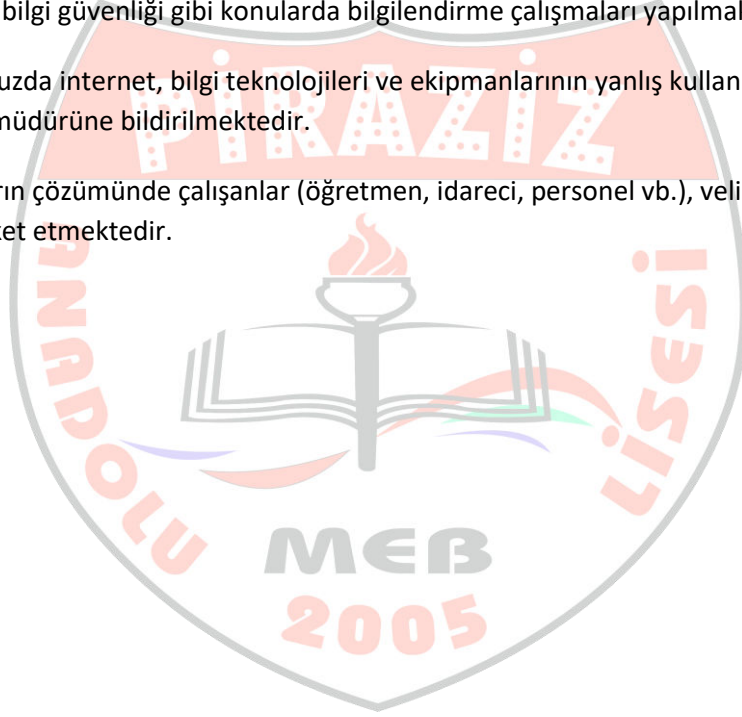 bilgi güvenliği gibi konularda bilgilendirme çalışmaları yapılmal
uzda internet, bilgi teknolojileri ve ekipmanlarının yanlış kullan
müdürüne bildirilmektedir.
rın çözümünde çalışanlar (öğretmen, idareci, personel vb.), veli
ket etmektedir.
PİRAZİZ
ANADOLU
LİSESİ
MEB
2005